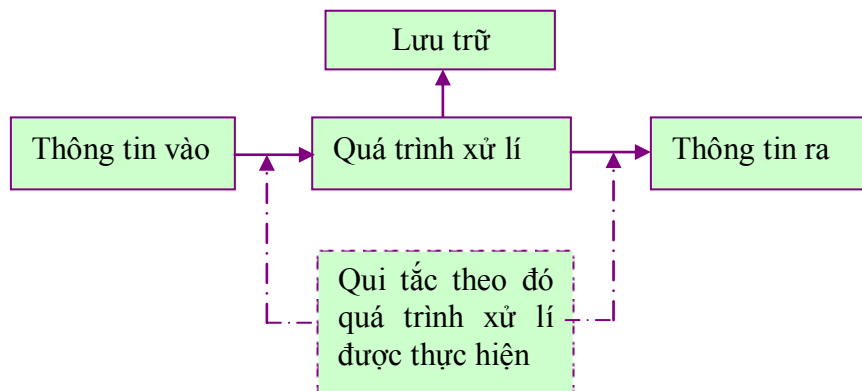 Lưu trữ
Thông tin vào
Quá trình xử lí
Thông tin ra
Qui tắc theo đó
quá trình xử lí
được thực hiện